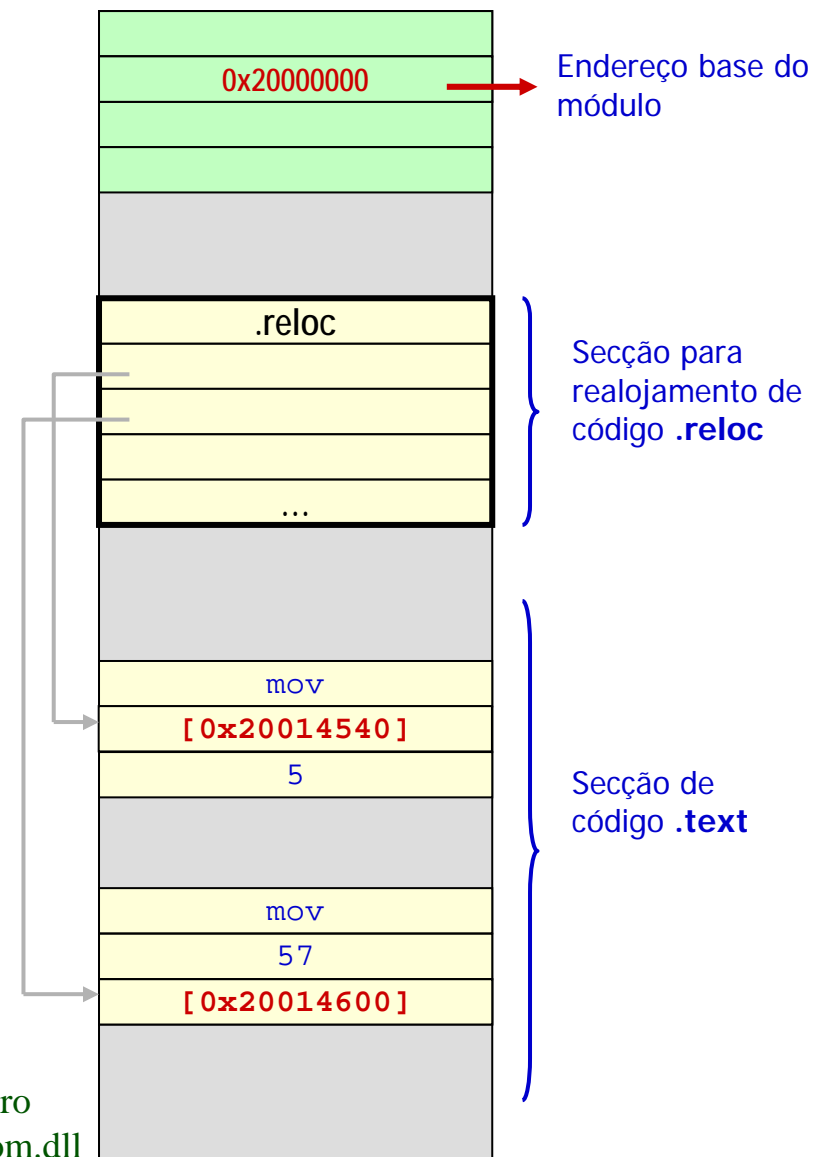 0x20000000
Endereço base do
módulo
.reloc
...
Secção para
realojamento de
código .reloc
mov
[0x20014540]
5
mov
57
[0x20014600]
Secção de
código .text